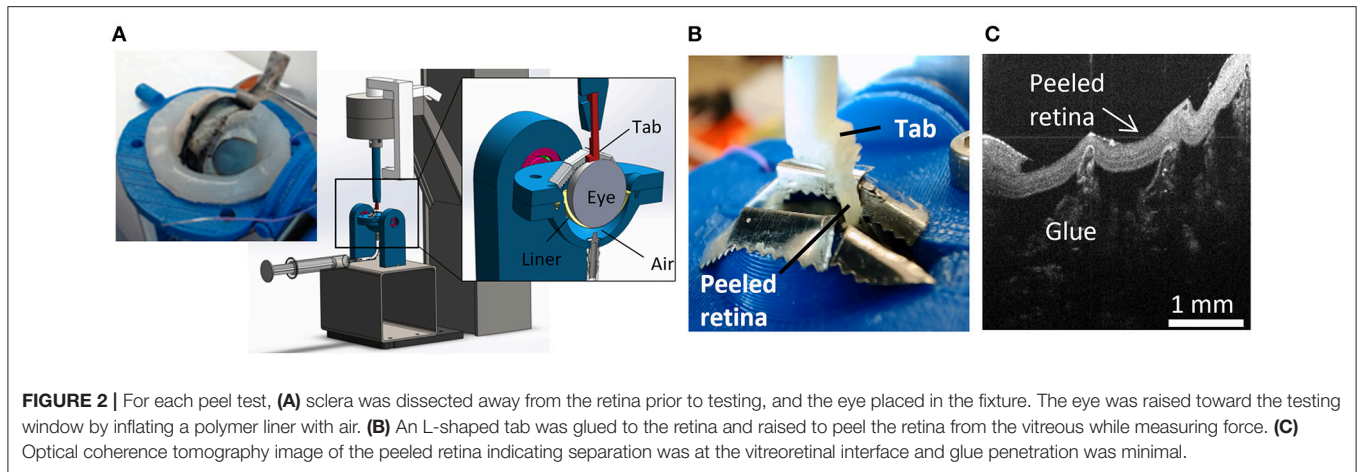 A
B
C
Tab
Eye
Liner
Air
Tab
Peeled
retina
Peeled
retina
Glue
1 mm
FIGURE 2 | For each peel test, (A) sclera was dissected away from the retina prior to testing, and the eye placed in the fixture. The eye was raised toward the testing
window by inflating a polymer liner with air. (B) An L-shaped tab was glued to the retina and raised to peel the retina from the vitreous while measuring force. (C)
Optical coherence tomography image of the peeled retina indicating separation was at the vitreoretinal interface and glue penetration was minimal.